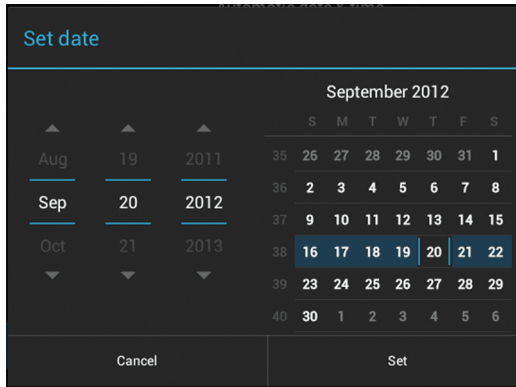 Automatic date & time
Set date
September 2012
S M T W T F S
Aug 19 2011
35 26 27 28 29 30 31 1
36 2 3 4 5 6 7 8
Sep 20 2012
37 9 10 11 12 13 14 15
Oct 21 2013
38 16 17 18 19 20 21 22
39 23 24 25 26 27 28 29
40 30 1 2 3 4 5 6
Cancel Set